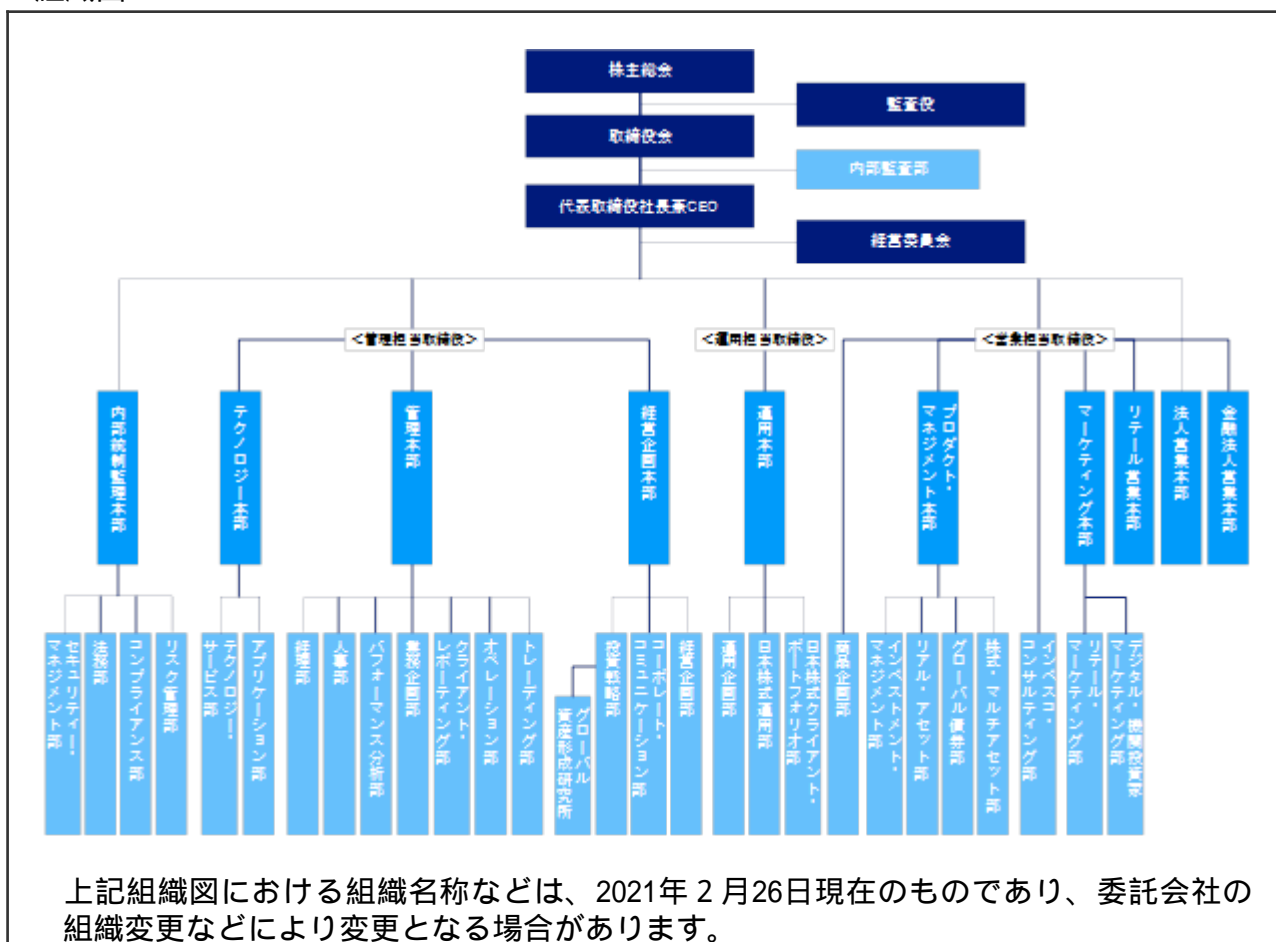 株主総会
監査役
取締役会
内部監査部
代表取締役社長兼CEO
経営委員会
＜管理担当取締役＞
＜運用担当取締役＞
＜営業担当取締役＞
内部統制監理本部
テクノロジー本部
管理本部
経営企画本部
運用本部
プロダクト・
マネジメント本部
マーケティング本部
リテール営業本部
法人営業本部
金融法人営業本部
セキュリティー・
マネジメント部
法務部
コンプライアンス部
リスク管理部
テクノロジー・
サービス部
アプリケーション部
経理部
人事部
パフォーマンス分析部
業務企画部
クライアント・
レポーティング部
オペレーション部
トレーディング部
グローバル
資産形成研究所
投資戦略部
コーポレート・
コミュニケーション部
経営企画部
運用企画部
日本株式運用部
日本株式クライアント・
ポートフォリオ部
商品企画部
インベストメント・
マネジメント部
リアル・アセット部
グローバル債券部
株式・マルチアセット部
インベスコ・
コンサルティング部
リテール・
マーケティング部
デジタル・機関投資家
マーケティング部
上記組織図における組織名称などは、2021年２月26日現在のものであり、委託会社の
組織変更などにより変更となる場合があります。